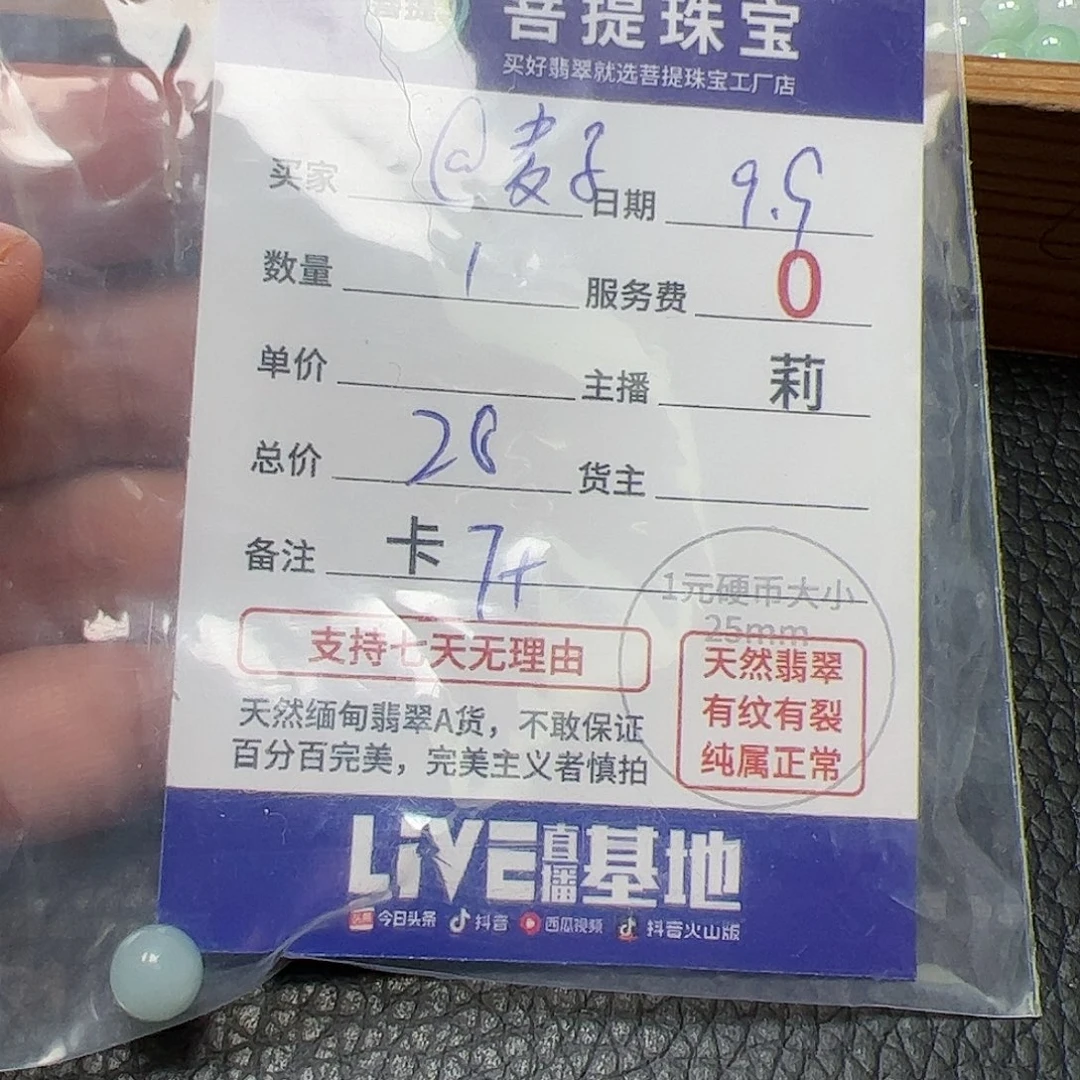 菩提
菩提珠宝
买好翡翠就选菩提珠宝工厂店
买家 @麦子 日期 9.9
数量 1 服务费 0
单价 主播 莉
总价 28 货主
备注 卡 7+
1元硬币大小
25mm
支持七天无理由
天然翡翠
有纹有裂
纯属正常
天然缅甸翡翠A货，不敢保证
百分百完美，完美主义者慎拍
LiVE直播基地
头条 今日头条 抖音 西瓜视频 抖音火山版